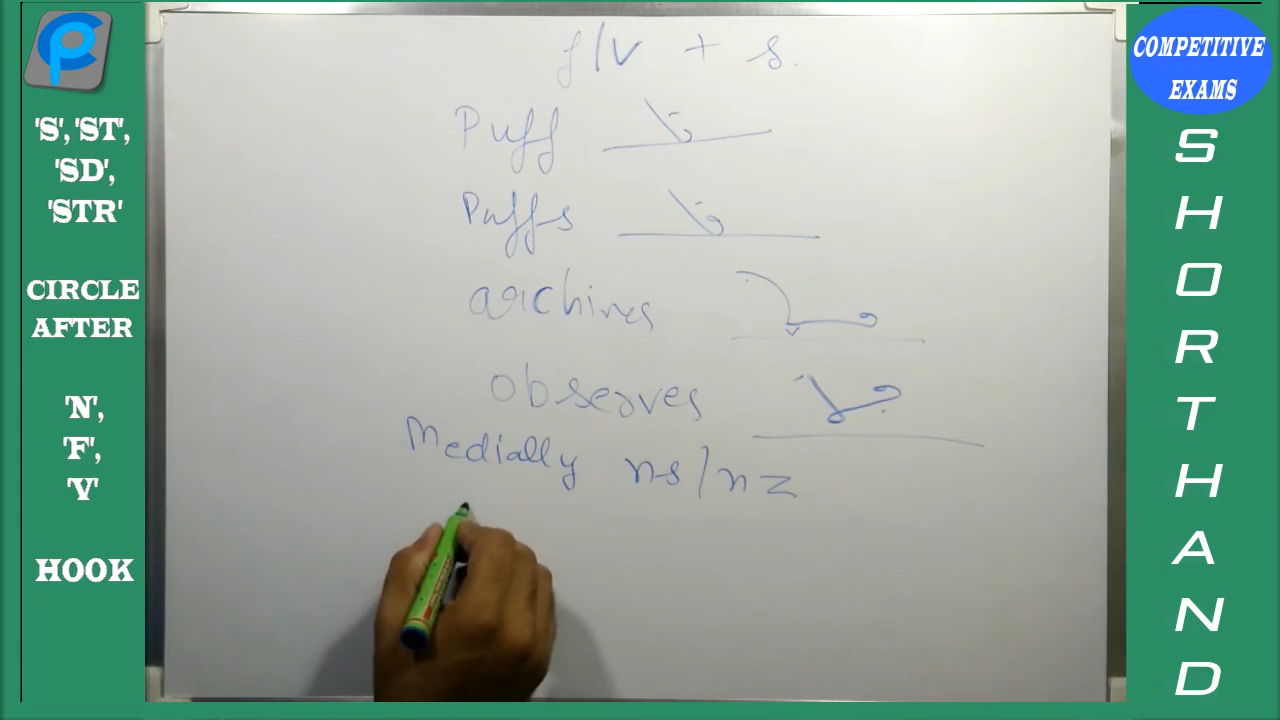 'S', 'ST',
'SD',
'STR'
CIRCLE
AFTER
'N',
'F',
'V'
HOOK
f/v + s.
Puff
Puffs
archives
observes
Medially ns/nz
COMPETITIVE
EXAMS
S
H
O
R
T
H
A
N
D